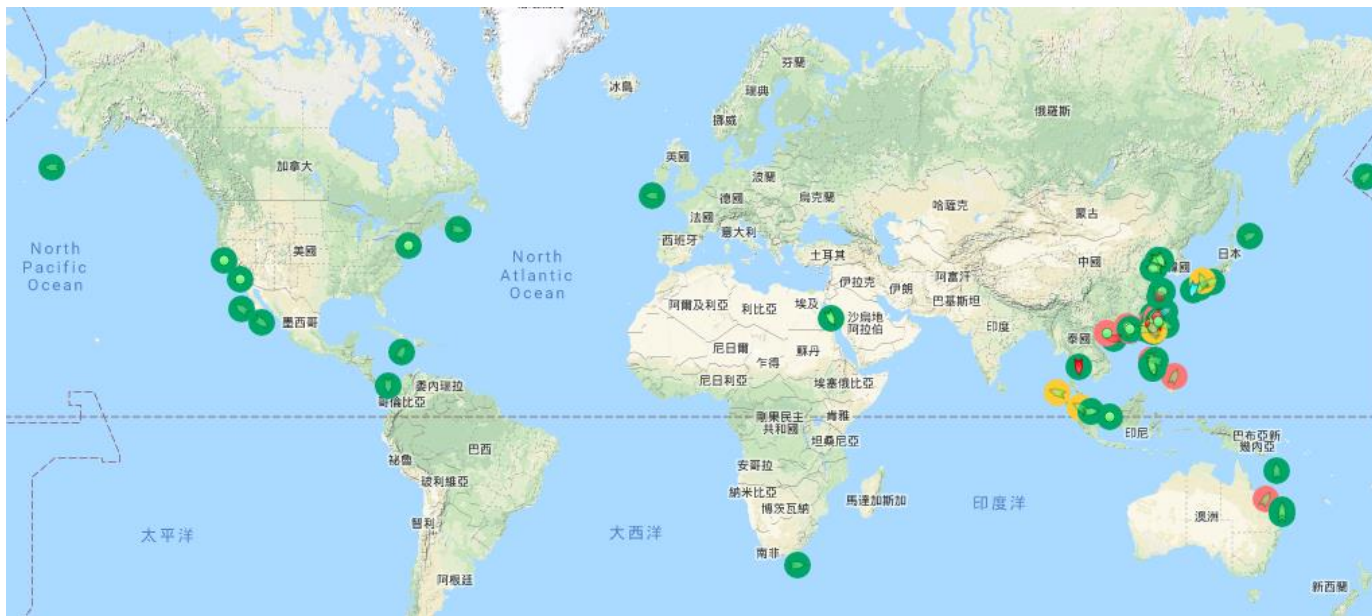 冰島
芬蘭
瑞典
挪威
俄羅斯
英國
加拿大
波蘭
德國
烏克蘭
哈薩克
蒙古
法國
North
Pacific
Ocean
美國
North
Atlantic
Ocean
西班牙
意大利
土耳其
中國
韓國
日本
伊拉克
伊朗
阿富汗
巴基斯坦
阿爾及利亞
利比亞
埃及
沙烏地
阿拉伯
墨西哥
印度
泰國
尼日爾
乍得
蘇丹
委內瑞拉
尼日利亞
埃塞俄比亞
哥倫比亞
剛果民主
共和國
肯雅
印尼
巴布亞新
幾內亞
坦桑尼亞
巴西
祕魯
安哥拉
玻利維亞
納米比亞
馬達加斯加
博茨瓦納
印度洋
澳洲
智利
太平洋
大西洋
南非
阿根廷
新西蘭